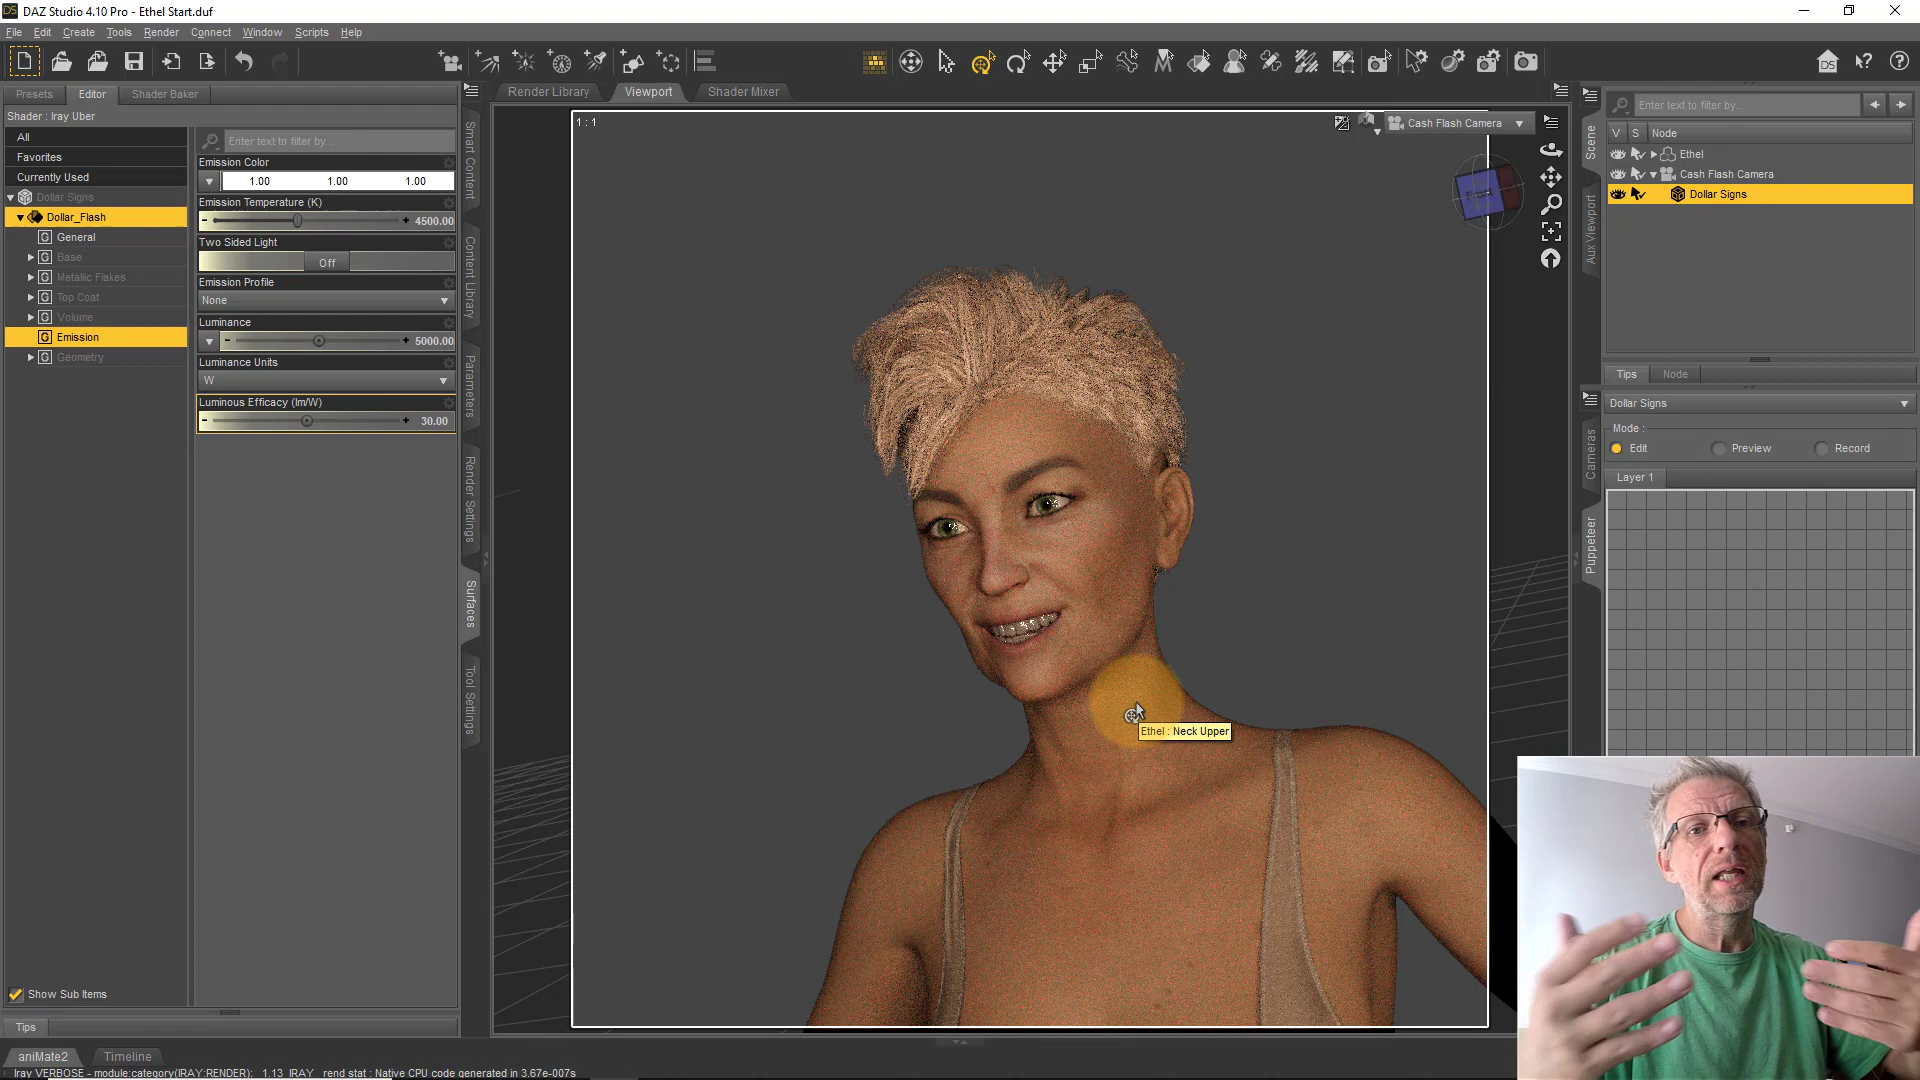 DAZ Studio 4.10 Pro - Ethel Start.duf
File Edit Create Tools Render Connect Window Scripts Help
Presets Editor Shader Baker
Shader : Iray Uber
All
Favorites
Currently Used
Dollar Signs
Dollar_Flash
General
Base
Metallic Flakes
Top Coat
Volume
Emission
Geometry
Show Sub Items
Tips
Enter text to filter by...
Emission Color
1.00 1.00 1.00
Emission Temperature (K)
4500.00
Two Sided Light
Off
Emission Profile
None
Luminance
5000.00
Luminance Units
W
Luminous Efficacy (lm/W)
30.00
Smart Content
Content Library
Parameters
Render Settings
Surfaces
Tool Settings
Render Library Viewport Shader Mixer
1 : 1
Cash Flash Camera
Front
Ethel : Neck Upper
Scene
Aux Viewport
Enter text to filter by...
V S Node
Ethel
Cash Flash Camera
Dollar Signs
Tips Node
Cameras
Puppeteer
Dollar Signs
Mode :
Edit Preview Record
Layer 1
aniMate2 Timeline
Iray VERBOSE - module:category(IRAY:RENDER): 1.13 IRAY rend stat : Native CPU code generated in 3.67e-007s